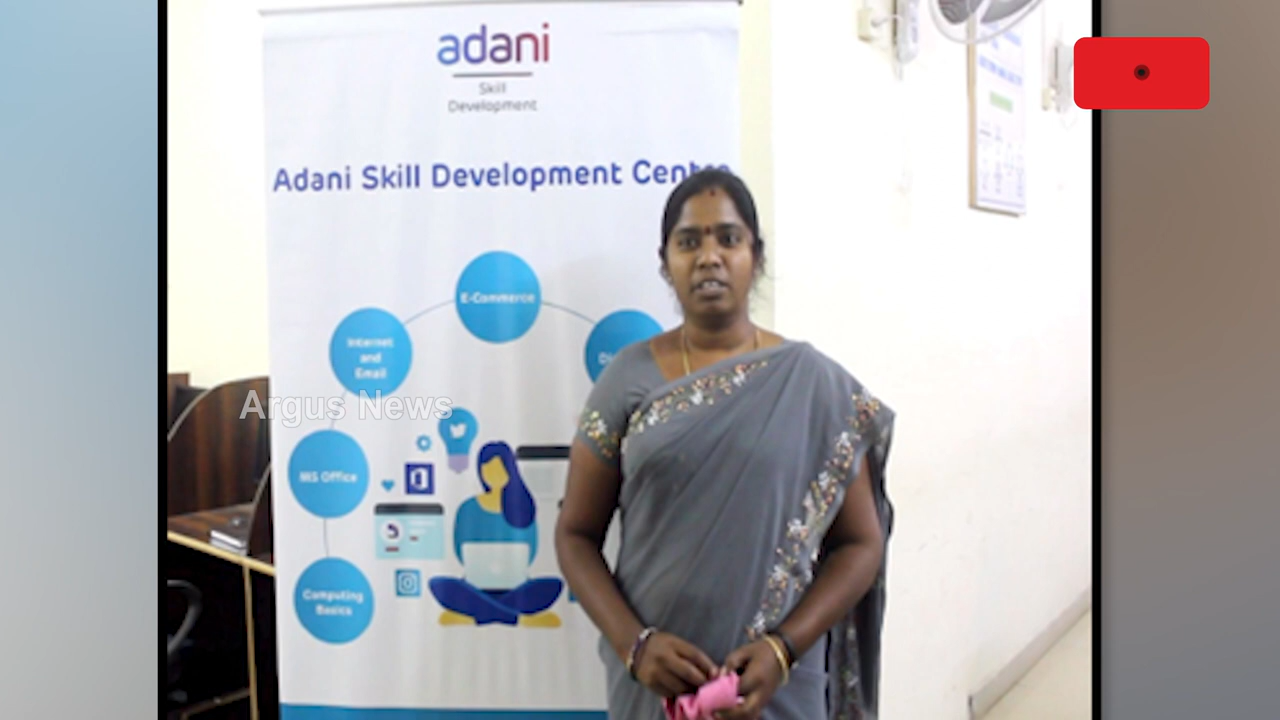 adani
Skill
Development
Adani Skill Development Centre
E-Commerce
Internet
and
Email
MS Office
Computing
Basics
Argus News